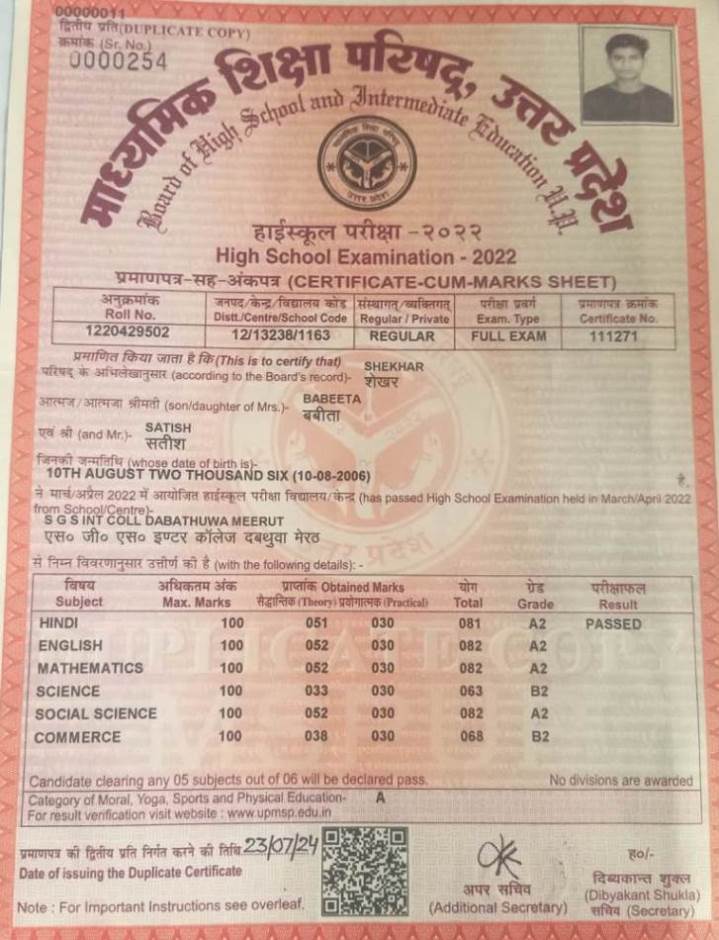 00000011
द्वितीय प्रति(DUPLICATE COPY)
क्रमांक (Sr. No.)
0000254
माध्यमिक शिक्षा परिषद्, उत्तर प्रदेश
Board of High School and Intermediate Education U.P.
माध्यमिक शिक्षा परिषद्
उत्तर प्रदेश
हाईस्कूल परीक्षा -२०२२
High School Examination - 2022
प्रमाणपत्र-सह-अंकपत्र (CERTIFICATE-CUM-MARKS SHEET)
अनुक्रमांक जनपद/केन्द्र/विद्यालय कोड संस्थागत/व्यक्तिगत परीक्षा प्रवर्ग प्रमाणपत्र क्रमांक
Roll No. Distt./Centre/School Code Regular / Private Exam. Type Certificate No.
1220429502 12/13238/1163 REGULAR FULL EXAM 111271
प्रमाणित किया जाता है कि(This is to certify that) SHEKHAR
परिषद् के अभिलेखानुसार (according to the Board's record)- शेखर
आत्मज/आत्मजा श्रीमती (son/daughter of Mrs.)- BABEETA
बबीता
एवं श्री (and Mr.)- SATISH
सतीश
जिनकी जन्मतिथि (whose date of birth is)-
10TH AUGUST TWO THOUSAND SIX (10-08-2006) है,
ने मार्च/अप्रैल 2022 में आयोजित हाईस्कूल परीक्षा विद्यालय/केन्द्र (has passed High School Examination held in March/April 2022
from School/Centre)-
S G S INT COLL DABATHUWA MEERUT
एस० जी० एस० इण्टर कॉलेज दबथुवा मेरठ
से निम्न विवरणानुसार उत्तीर्ण की है (with the following details): -
विषय अधिकतम अंक प्राप्तांक Obtained Marks योग ग्रेड परीक्षाफल
Subject Max. Marks सैद्धान्तिक (Theory) प्रयोगात्मक (Practical) Total Grade Result
HINDI 100 051 030 081 A2 PASSED
ENGLISH 100 052 030 082 A2
MATHEMATICS 100 052 030 082 A2
SCIENCE 100 033 030 063 B2
SOCIAL SCIENCE 100 052 030 082 A2
COMMERCE 100 038 030 068 B2
Candidate clearing any 05 subjects out of 06 will be declared pass. No divisions are awarded
Category of Moral, Yoga, Sports and Physical Education- A
For result verification visit website : www.upmsp.edu.in
प्रमाणपत्र की द्वितीय प्रति निर्गत करने की तिथि 23/07/24
Date of issuing the Duplicate Certificate
Note : For Important Instructions see overleaf.
अपर सचिव
(Additional Secretary)
ह०/-
दिब्यकान्त शुक्ल
(Dibyakant Shukla)
सचिव (Secretary)